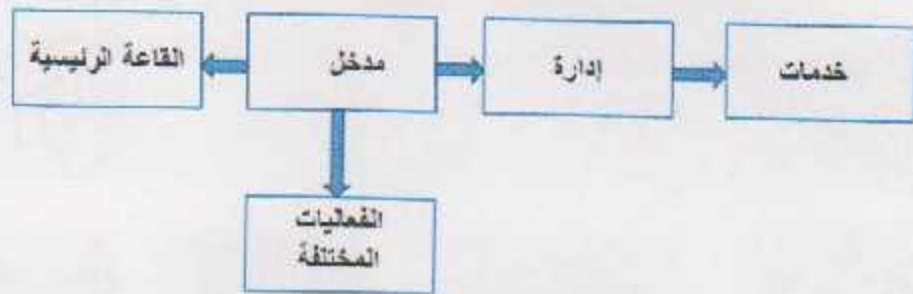 القاعة الرئيسية
مدخل
إدارة
خدمات
الفعاليات
المختلفة